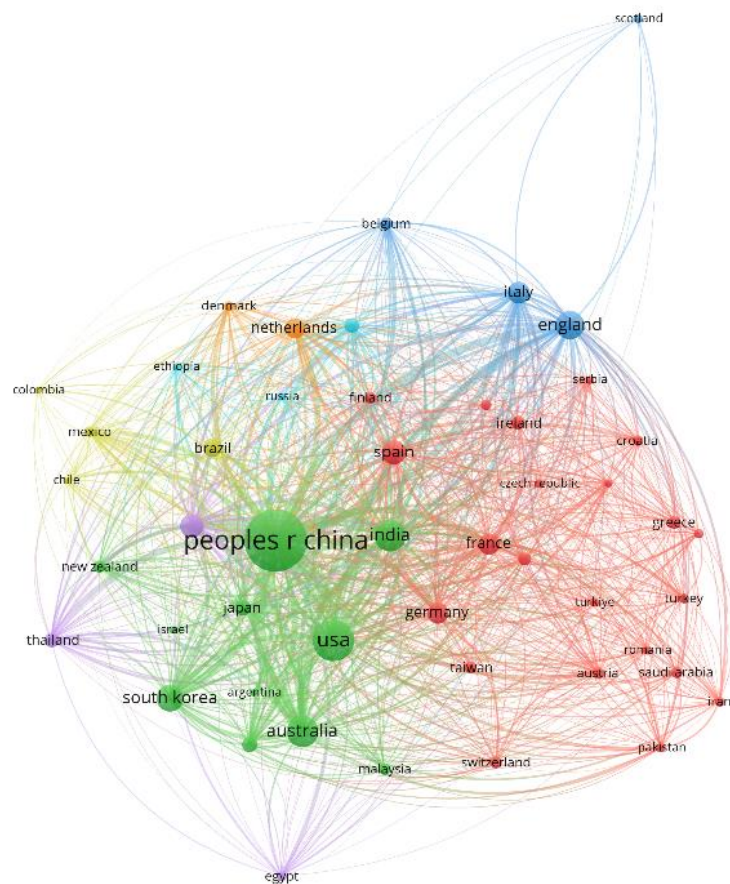 scotland
belgium
italy
england
denmark
netherlands
ethiopia
russia
finland
serbia
colombia
mexico
brazil
ireland
croatia
spain
chile
czech republic
peoples r china
india
france
greece
new zealand
japan
germany
turkiye
turkey
israel
usa
thailand
romania
taiwan
austria
saudi arabia
south korea
argentina
iran
australia
malaysia
switzerland
pakistan
egypt